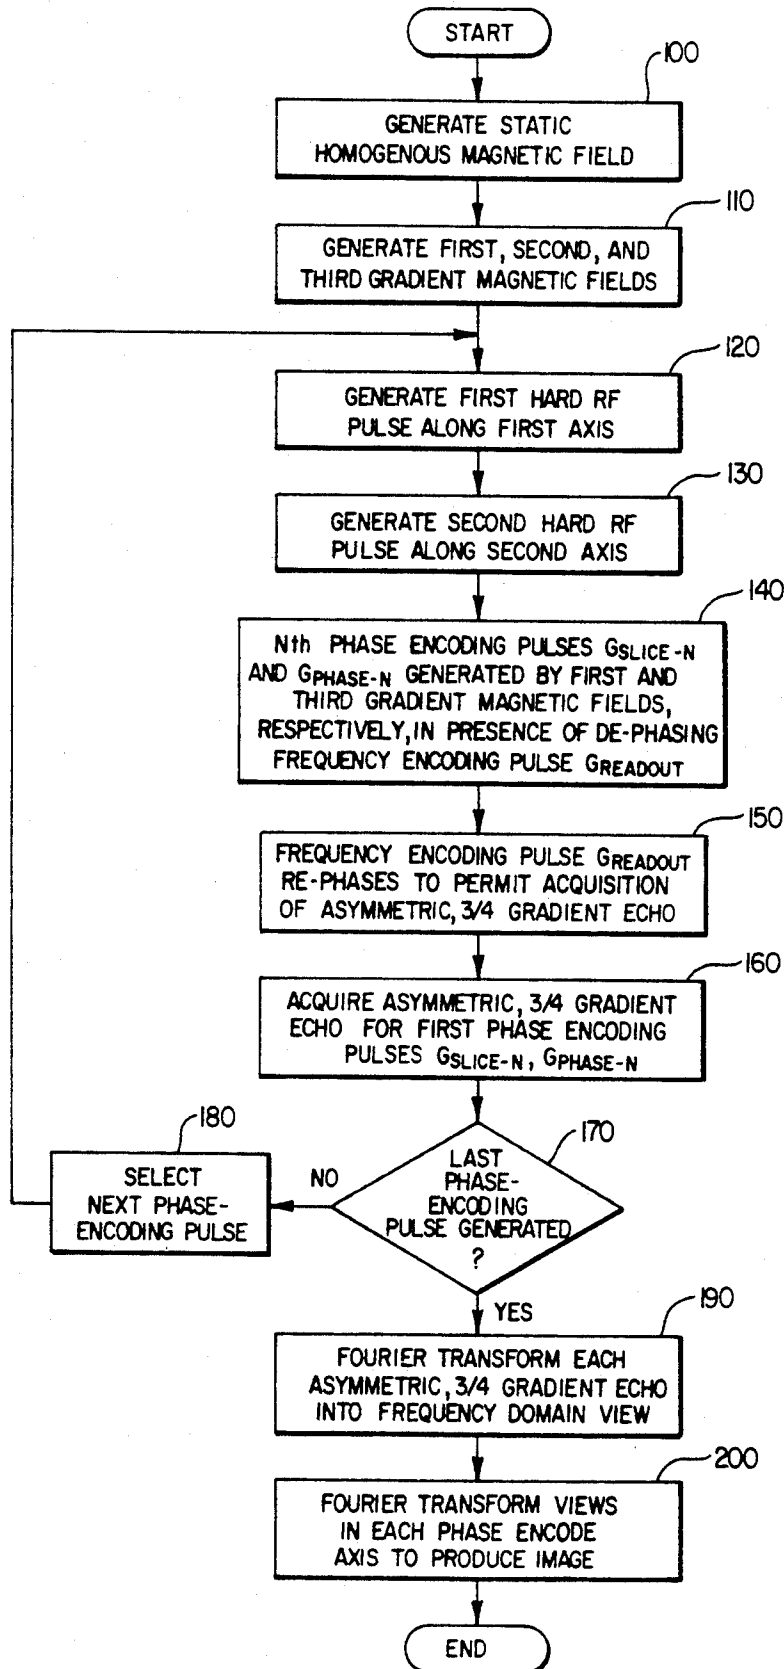 START
100
GENERATE STATIC
HOMOGENOUS MAGNETIC FIELD
110
GENERATE FIRST, SECOND, AND
THIRD GRADIENT MAGNETIC FIELDS
120
GENERATE FIRST HARD RF
PULSE ALONG FIRST AXIS
130
GENERATE SECOND HARD RF
PULSE ALONG SECOND AXIS
140
Nth PHASE ENCODING PULSES GSLICE-N
AND GPHASE-N GENERATED BY FIRST AND
THIRD GRADIENT MAGNETIC FIELDS,
RESPECTIVELY, IN PRESENCE OF DE-PHASING
FREQUENCY ENCODING PULSE GREADOUT
150
FREQUENCY ENCODING PULSE GREADOUT
RE-PHASES TO PERMIT ACQUISITION
OF ASYMMETRIC, 3/4 GRADIENT ECHO
160
ACQUIRE ASYMMETRIC, 3/4 GRADIENT
ECHO FOR FIRST PHASE ENCODING
PULSES GSLICE-N, GPHASE-N
170
LAST
PHASE-
ENCODING
PULSE GENERATED
?
NO
180
SELECT
NEXT PHASE-
ENCODING PULSE
YES
190
FOURIER TRANSFORM EACH
ASYMMETRIC, 3/4 GRADIENT ECHO
INTO FREQUENCY DOMAIN VIEW
200
FOURIER TRANSFORM VIEWS
IN EACH PHASE ENCODE
AXIS TO PRODUCE IMAGE
END